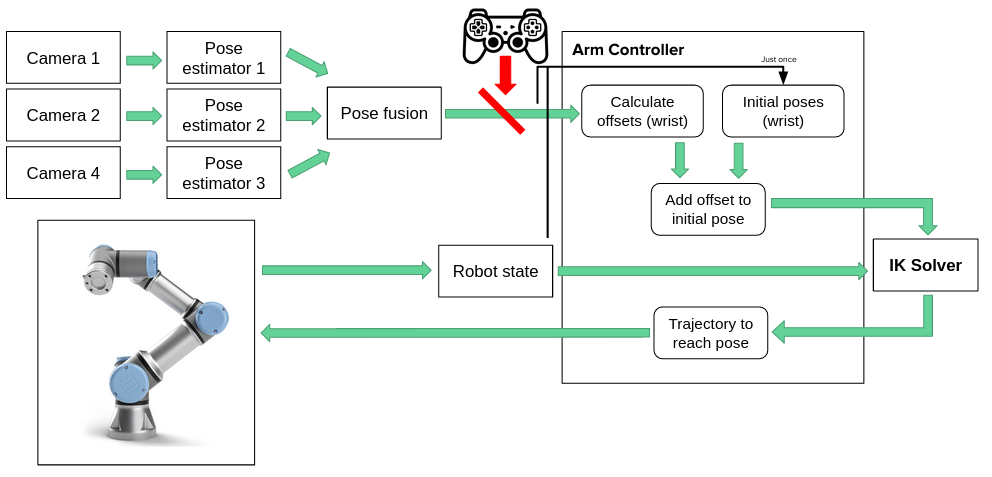 Camera 1
Pose
estimator 1
Camera 2
Pose
estimator 2
Camera 4
Pose
estimator 3
Pose fusion
Arm Controller
Just once
Calculate
offsets (wrist)
Initial poses
(wrist)
Add offset to
initial pose
Robot state
IK Solver
Trajectory to
reach pose